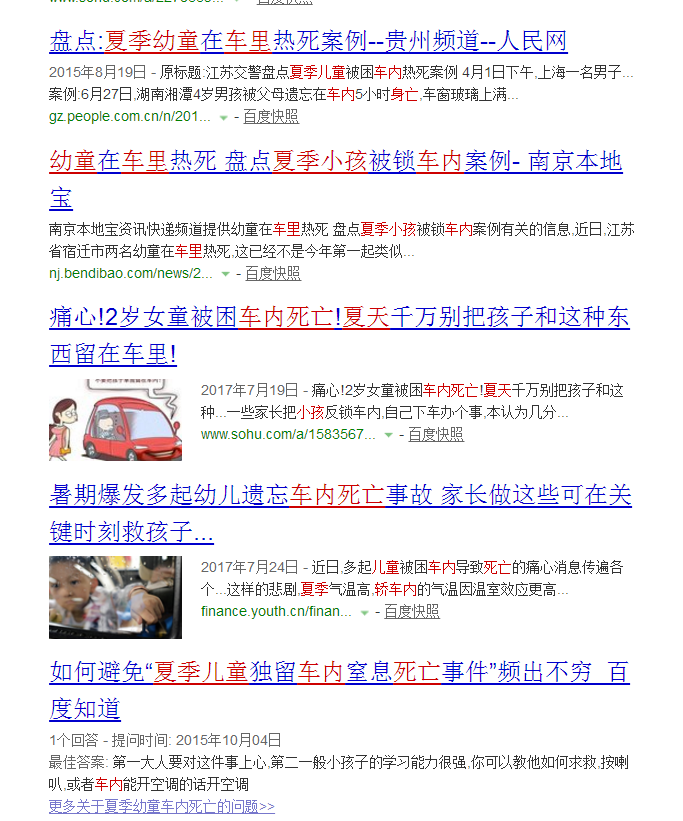 盘点:夏季幼童在车里热死案例--贵州频道--人民网
2015年8月19日 - 原标题:江苏交警盘点夏季儿童被困车内热死案例 4月1日下午,上海一名男子...
案例:6月27日,湖南湘潭4岁男孩被父母遗忘在车内5小时身亡,车窗玻璃上满...
gz.people.com.cn/n/201... - 百度快照
幼童在车里热死 盘点夏季小孩被锁车内案例- 南京本地
宝
南京本地宝资讯快递频道提供幼童在车里热死 盘点夏季小孩被锁车内案例有关的信息,近日,江苏
省宿迁市两名幼童在车里热死,这已经不是今年第一起类似...
nj.bendibao.com/news/2... - 百度快照
痛心!2岁女童被困车内死亡!夏天千万别把孩子和这种东
西留在车里!
2017年7月19日 - 痛心!2岁女童被困车内死亡!夏天千万别把孩子和这
种...一些家长把小孩反锁车内,自己下车办个事,本认为几分...
www.sohu.com/a/1583567... - 百度快照
暑期爆发多起幼儿遗忘车内死亡事故 家长做这些可在关
键时刻救孩子...
2017年7月24日 - 近日,多起儿童被困车内导致死亡的痛心消息传遍各
个...这样的悲剧,夏季气温高,轿车内的气温因温室效应更高...
finance.youth.cn/finan... - 百度快照
如何避免“夏季儿童独留车内窒息死亡事件”频出不穷_百
度知道
1个回答 - 提问时间: 2015年10月04日
最佳答案: 第一大人要对这件事上心,第二一般小孩子的学习能力很强,你可以教他如何求救,按喇
叭,或者车内能开空调的话开空调
更多关于夏季幼童车内死亡的问题>>